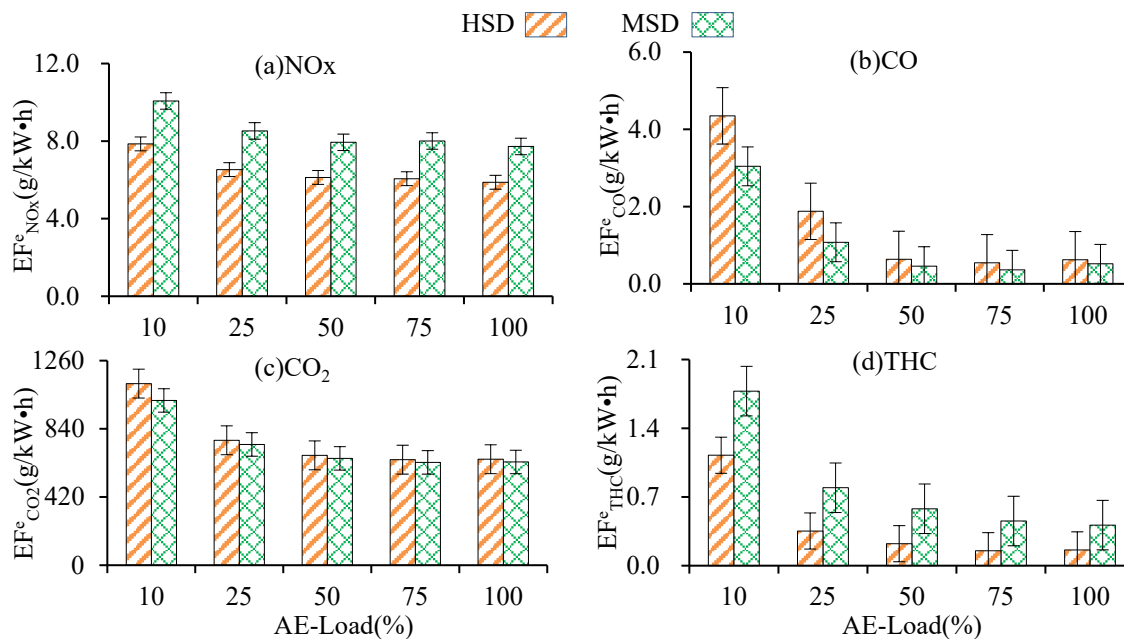 HSD MSD
(a)NOx
EFᵉNOx(g/kW•h)
12.0
8.0
4.0
0.0
10 25 50 75 100
(b)CO
EFᵉCO(g/kW•h)
6.0
4.0
2.0
0.0
10 25 50 75 100
(c)CO₂
EFᵉCO2(g/kW•h)
1260
840
420
0
10 25 50 75 100
AE-Load(%)
(d)THC
EFᵉTHC(g/kW•h)
2.1
1.4
0.7
0.0
10 25 50 75 100
AE-Load(%)